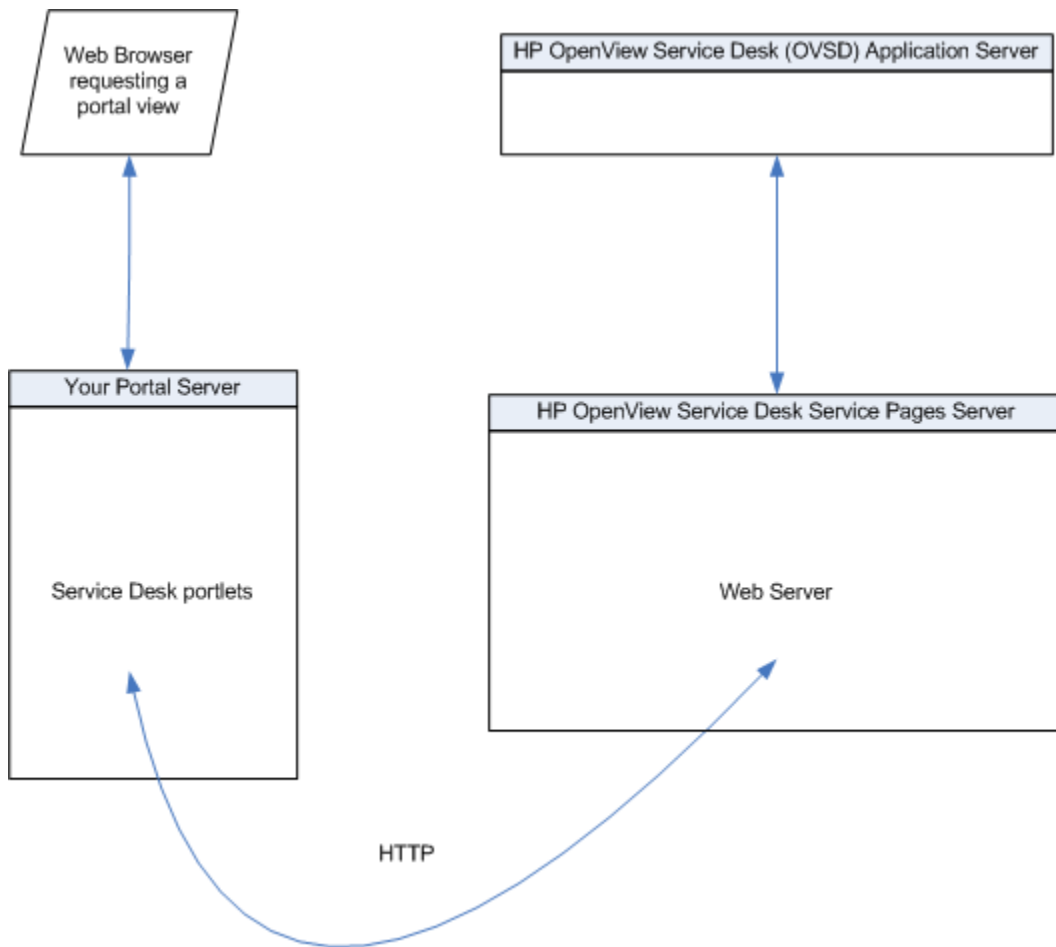 Web Browser
requesting a
portal view
HP OpenView Service Desk (OVSD) Application Server
Your Portal Server
HP OpenView Service Desk Service Pages Server
Service Desk portlets
Web Server
HTTP